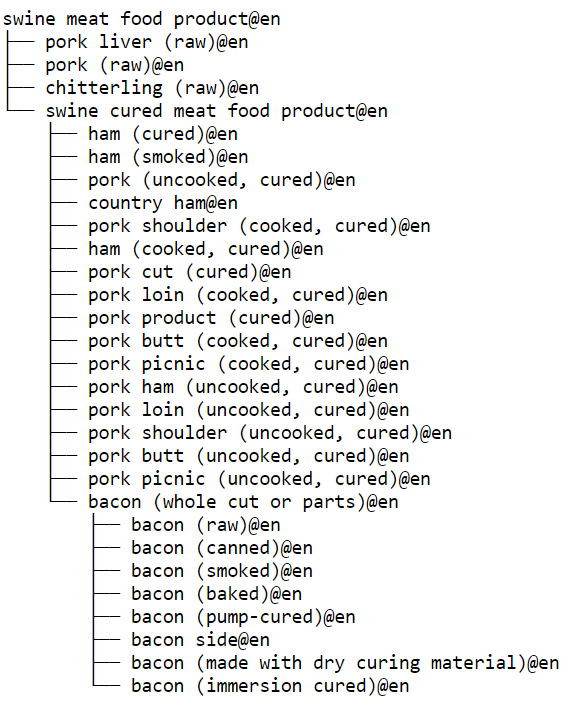 swine meat food product@en
├── pork liver (raw)@en
├── pork (raw)@en
├── chitterling (raw)@en
└── swine cured meat food product@en
    ├── ham (cured)@en
    ├── ham (smoked)@en
    ├── pork (uncooked, cured)@en
    ├── country ham@en
    ├── pork shoulder (cooked, cured)@en
    ├── ham (cooked, cured)@en
    ├── pork cut (cured)@en
    ├── pork loin (cooked, cured)@en
    ├── pork product (cured)@en
    ├── pork butt (cooked, cured)@en
    ├── pork picnic (cooked, cured)@en
    ├── pork ham (uncooked, cured)@en
    ├── pork loin (uncooked, cured)@en
    ├── pork shoulder (uncooked, cured)@en
    ├── pork butt (uncooked, cured)@en
    ├── pork picnic (uncooked, cured)@en
    └── bacon (whole cut or parts)@en
        ├── bacon (raw)@en
        ├── bacon (canned)@en
        ├── bacon (smoked)@en
        ├── bacon (baked)@en
        ├── bacon (pump-cured)@en
        ├── bacon side@en
        ├── bacon (made with dry curing material)@en
        └── bacon (immersion cured)@en